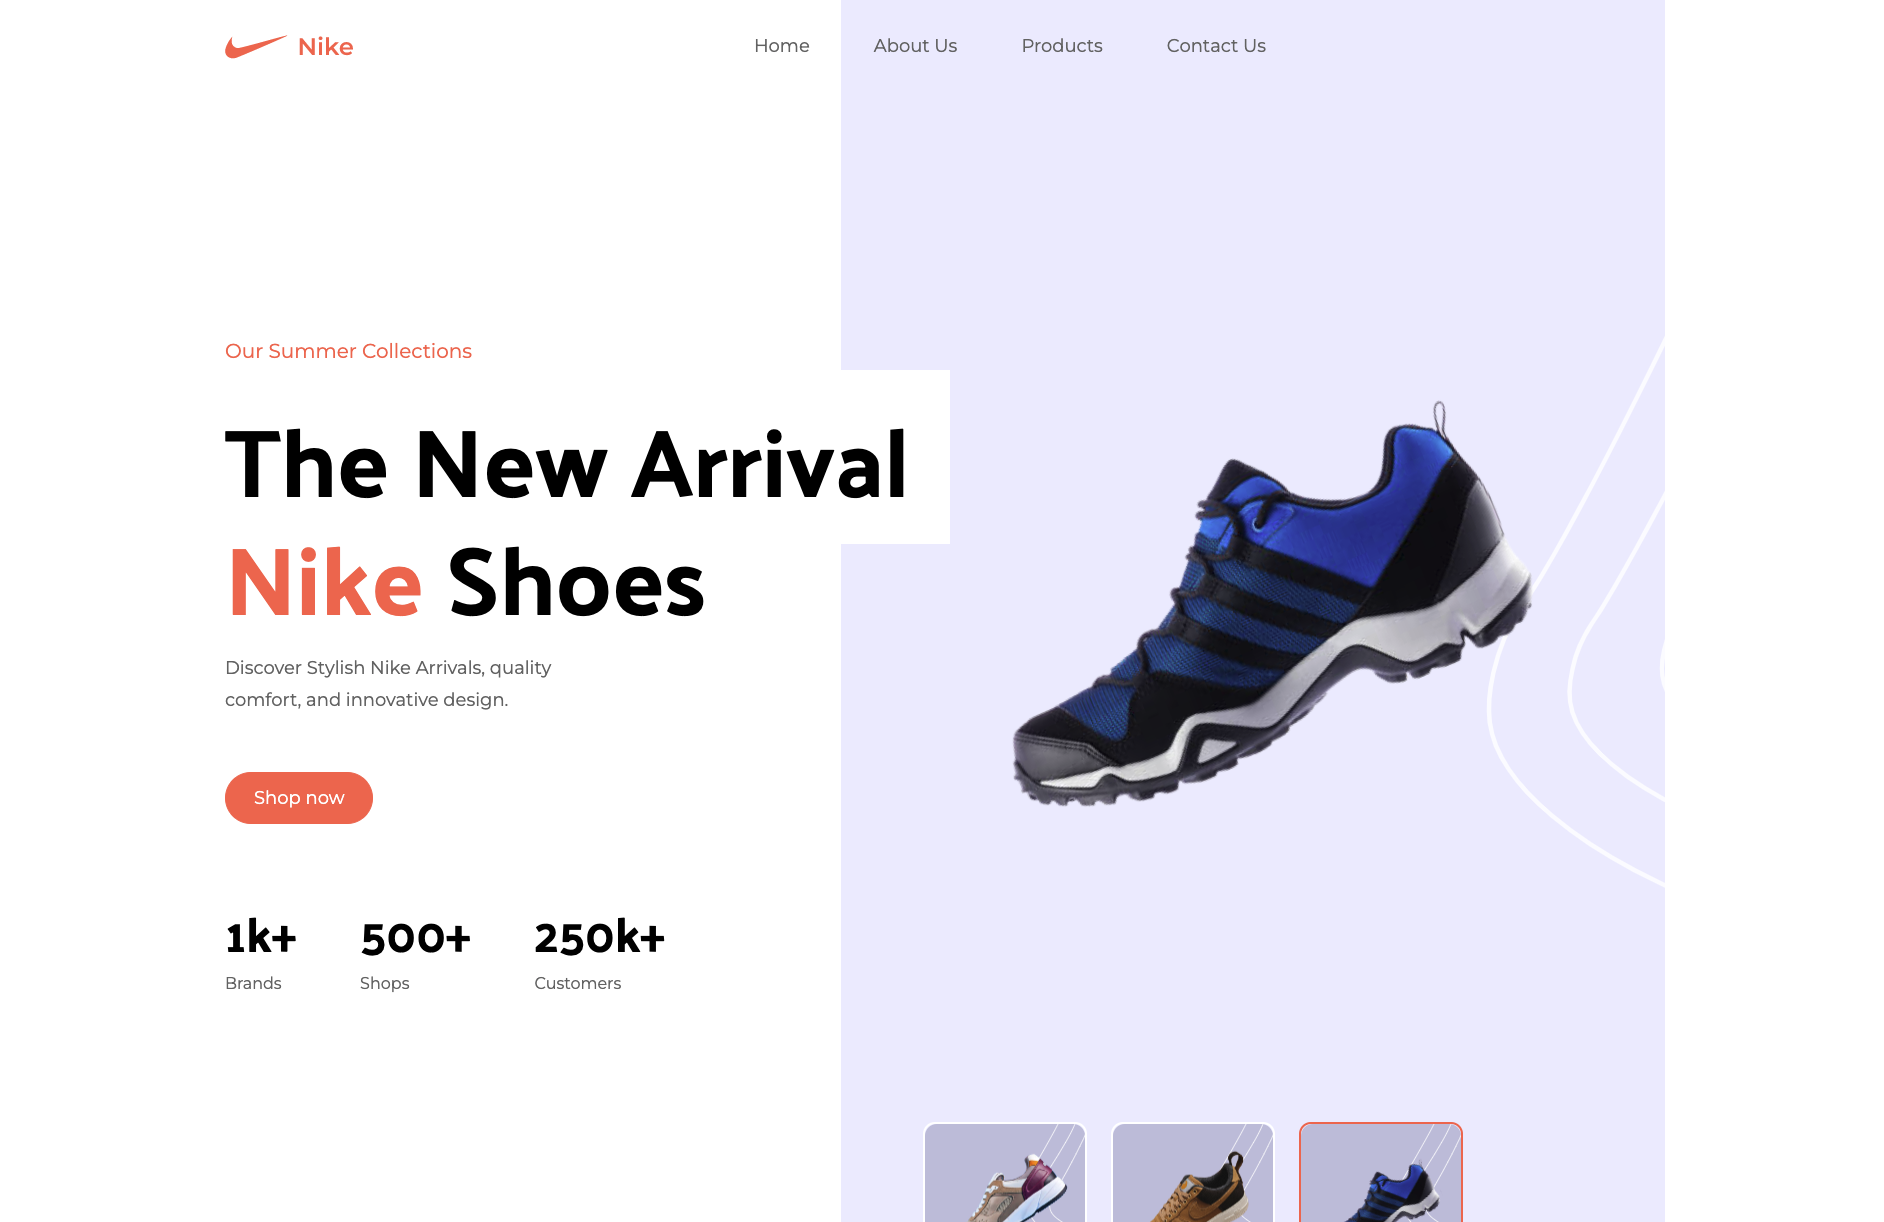 Nike
Home
About Us
Products
Contact Us
Our Summer Collections
The New Arrival
Nike Shoes
Discover Stylish Nike Arrivals, quality
comfort, and innovative design.
Shop now
1k+
Brands
500+
Shops
250k+
Customers